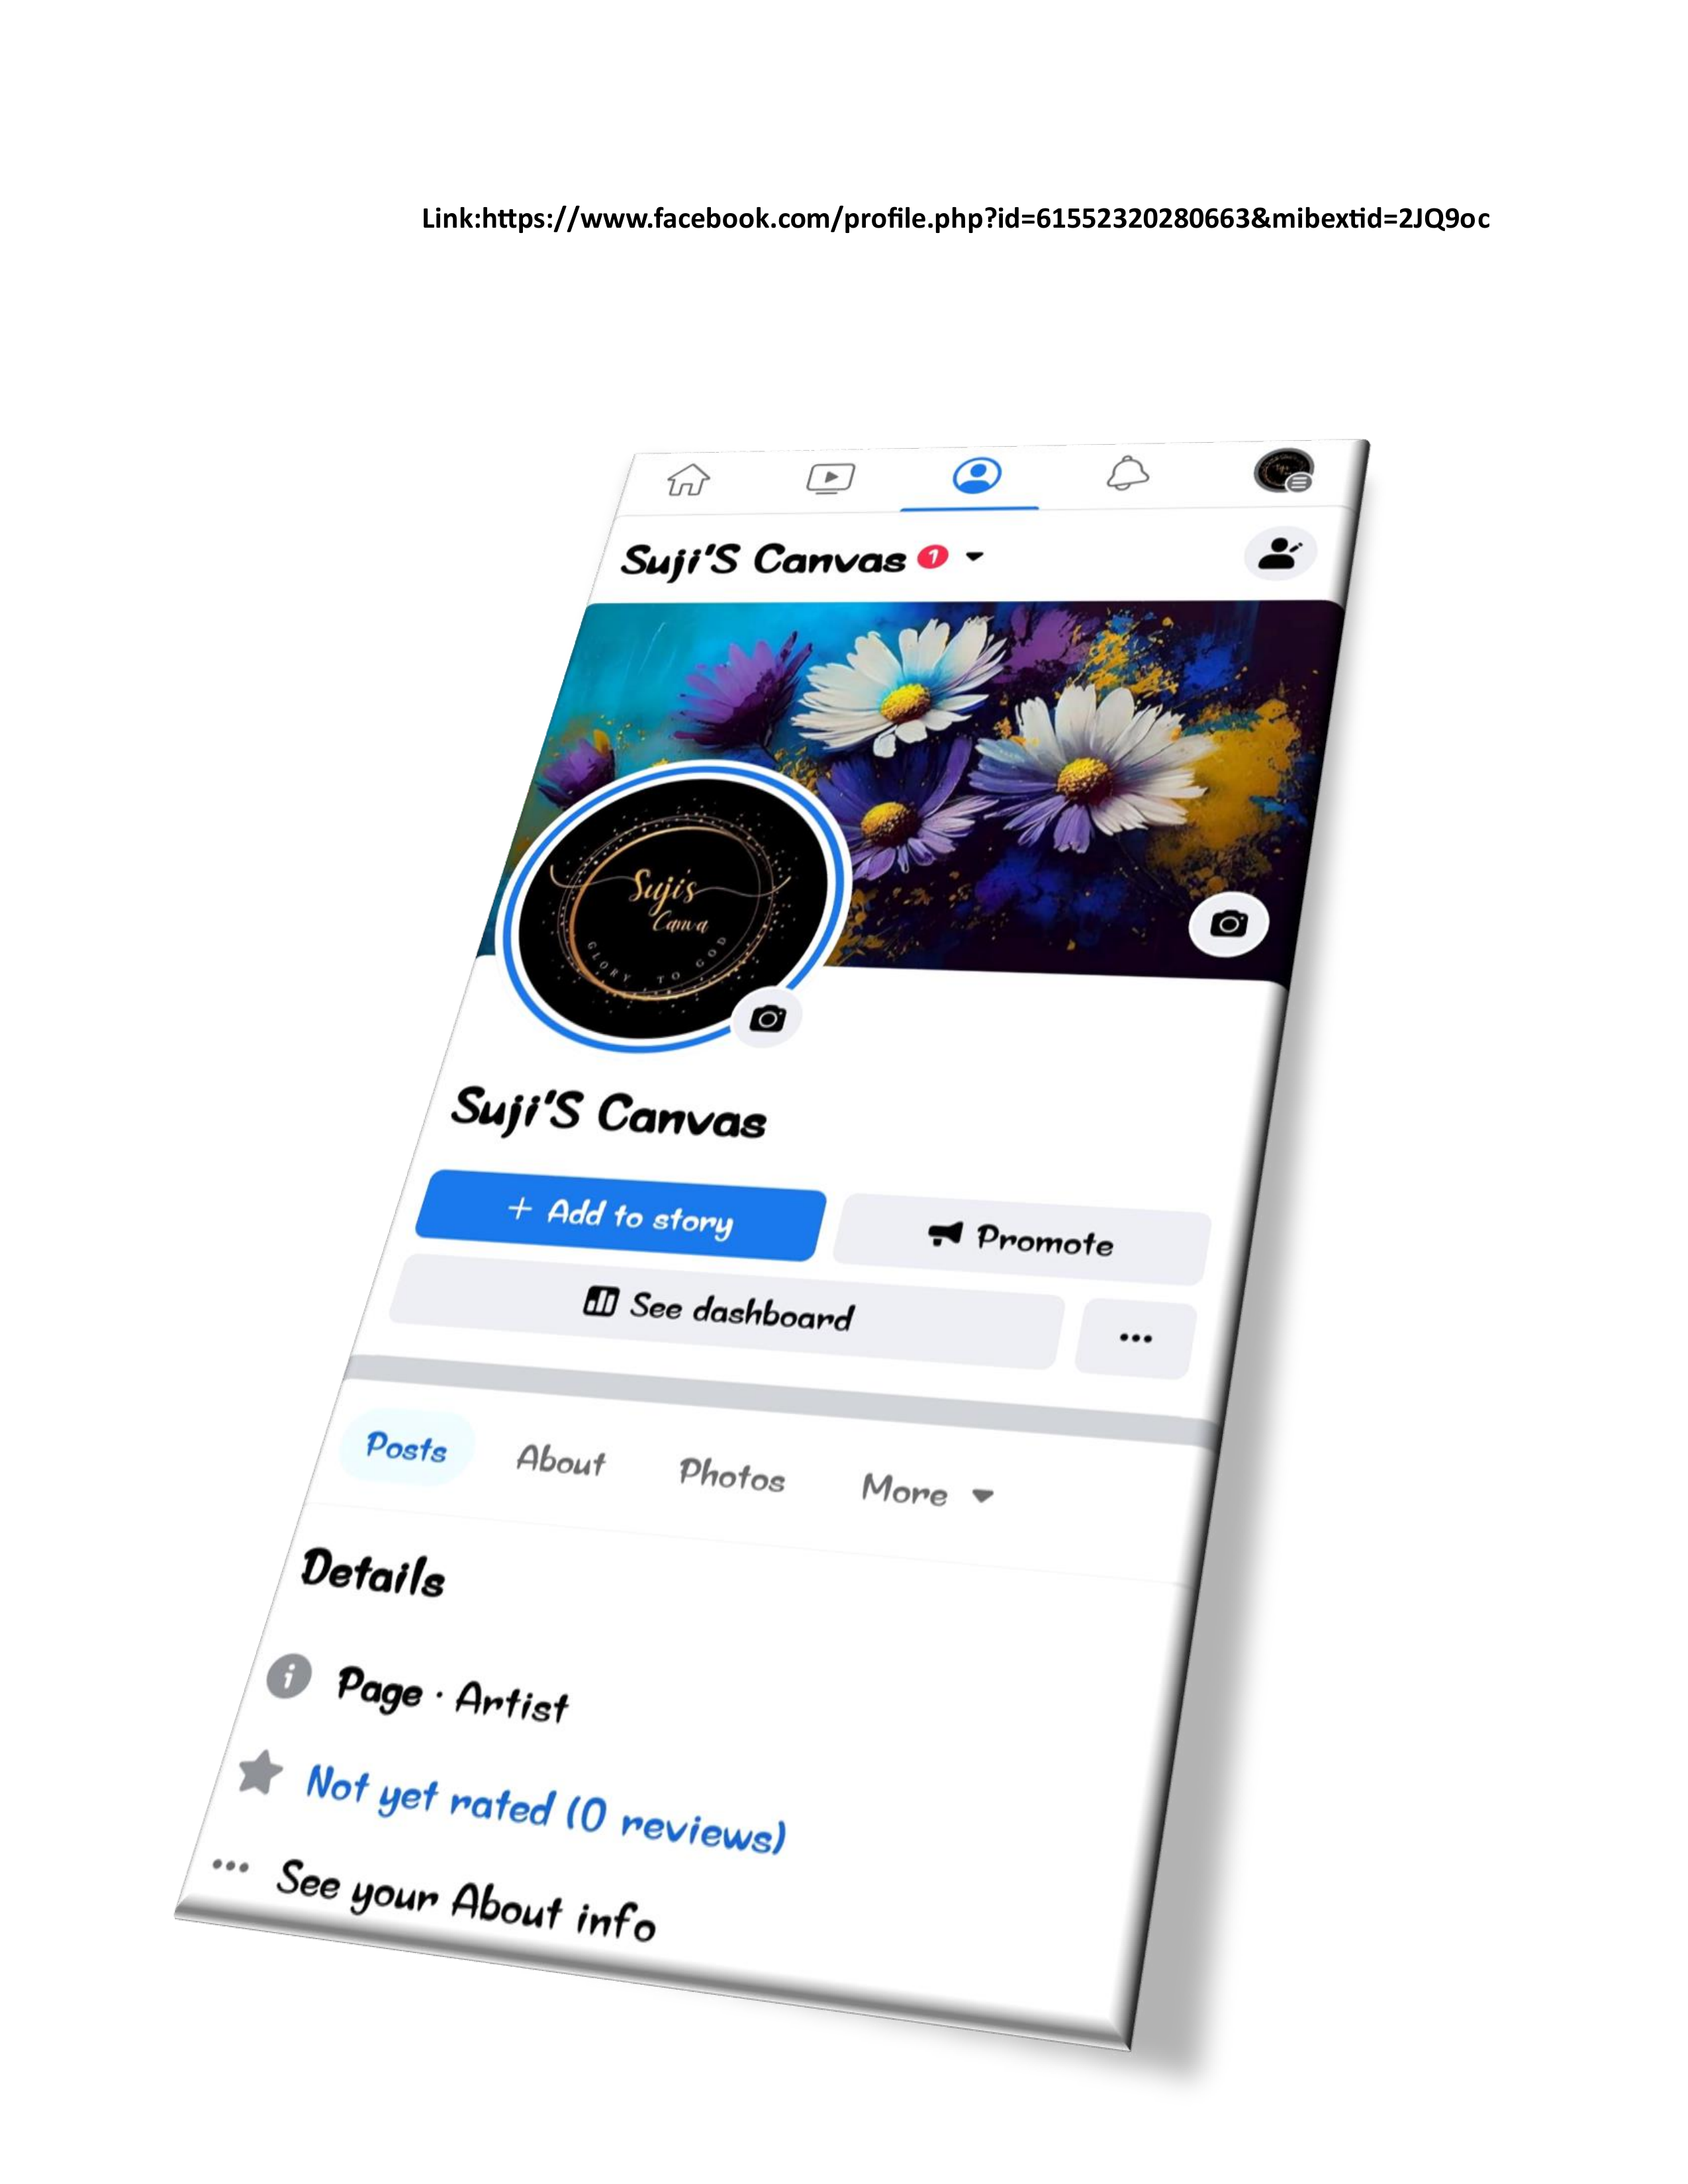 Link:https://www.facebook.com/profile.php?id=61552320280663&mibextid=2JQ9oc
Suji'S Canvas 1
Suji's
Canva
GLORY TO GOD
Suji'S Canvas
+ Add to story
Promote
See dashboard
...
Posts About Photos More
Details
Page · Artist
Not yet rated (0 reviews)
... See your About info